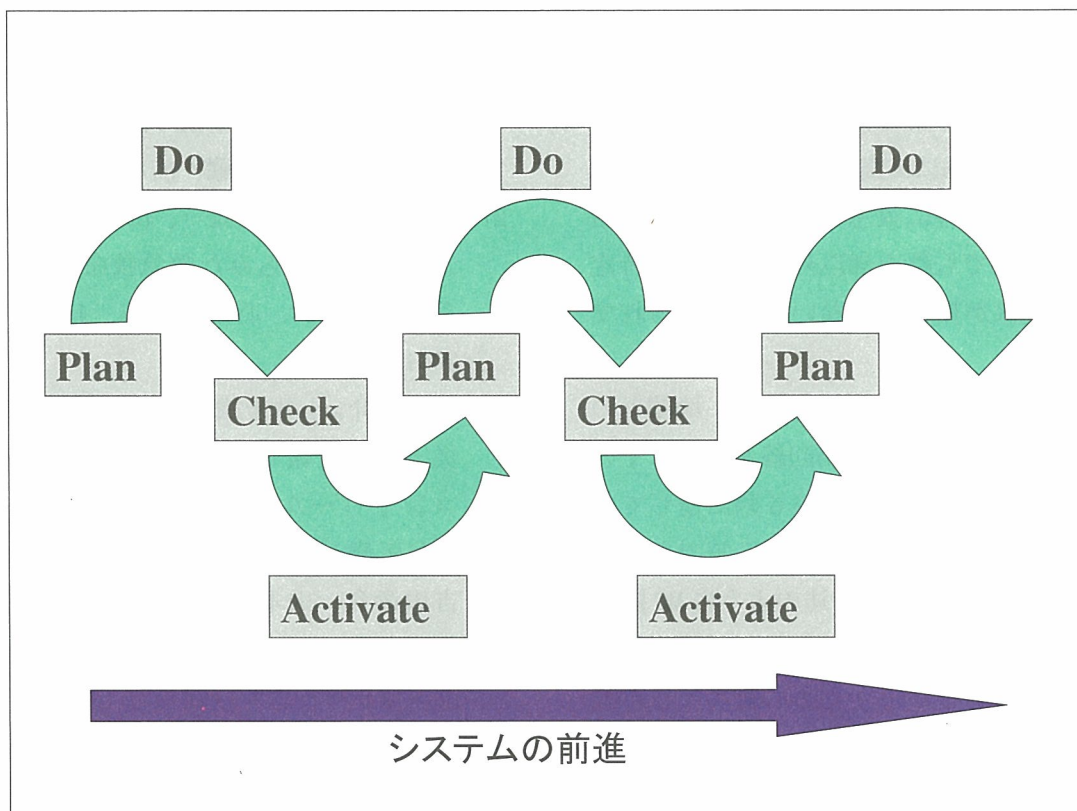 Do
Do
Do
Plan
Plan
Plan
Check
Check
Activate
Activate
システムの前進